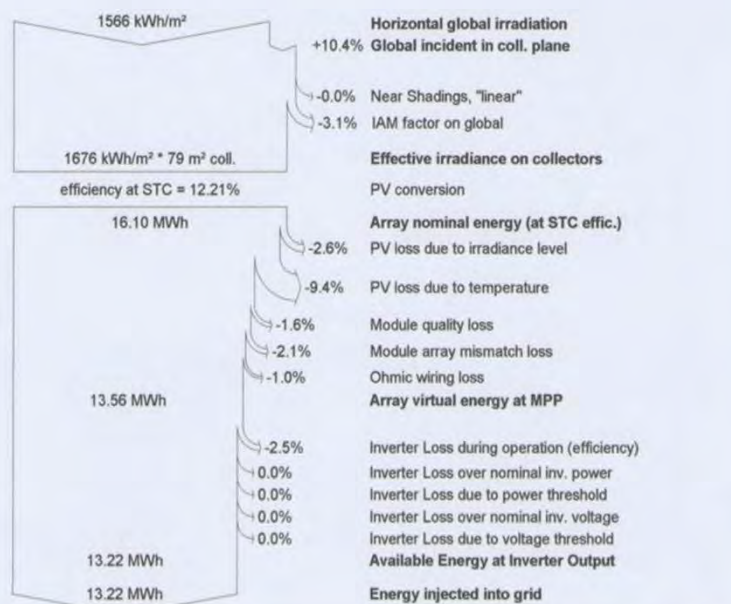 1566 kWh/m² Horizontal global irradiation
+10.4% Global incident in coll. plane
-0.0% Near Shadings, "linear"
-3.1% IAM factor on global
1676 kWh/m² * 79 m² coll. Effective irradiance on collectors
efficiency at STC = 12.21% PV conversion
16.10 MWh Array nominal energy (at STC effic.)
-2.6% PV loss due to irradiance level
-9.4% PV loss due to temperature
-1.6% Module quality loss
-2.1% Module array mismatch loss
-1.0% Ohmic wiring loss
13.56 MWh Array virtual energy at MPP
-2.5% Inverter Loss during operation (efficiency)
0.0% Inverter Loss over nominal inv. power
0.0% Inverter Loss due to power threshold
0.0% Inverter Loss over nominal inv. voltage
0.0% Inverter Loss due to voltage threshold
13.22 MWh Available Energy at Inverter Output
13.22 MWh Energy injected into grid